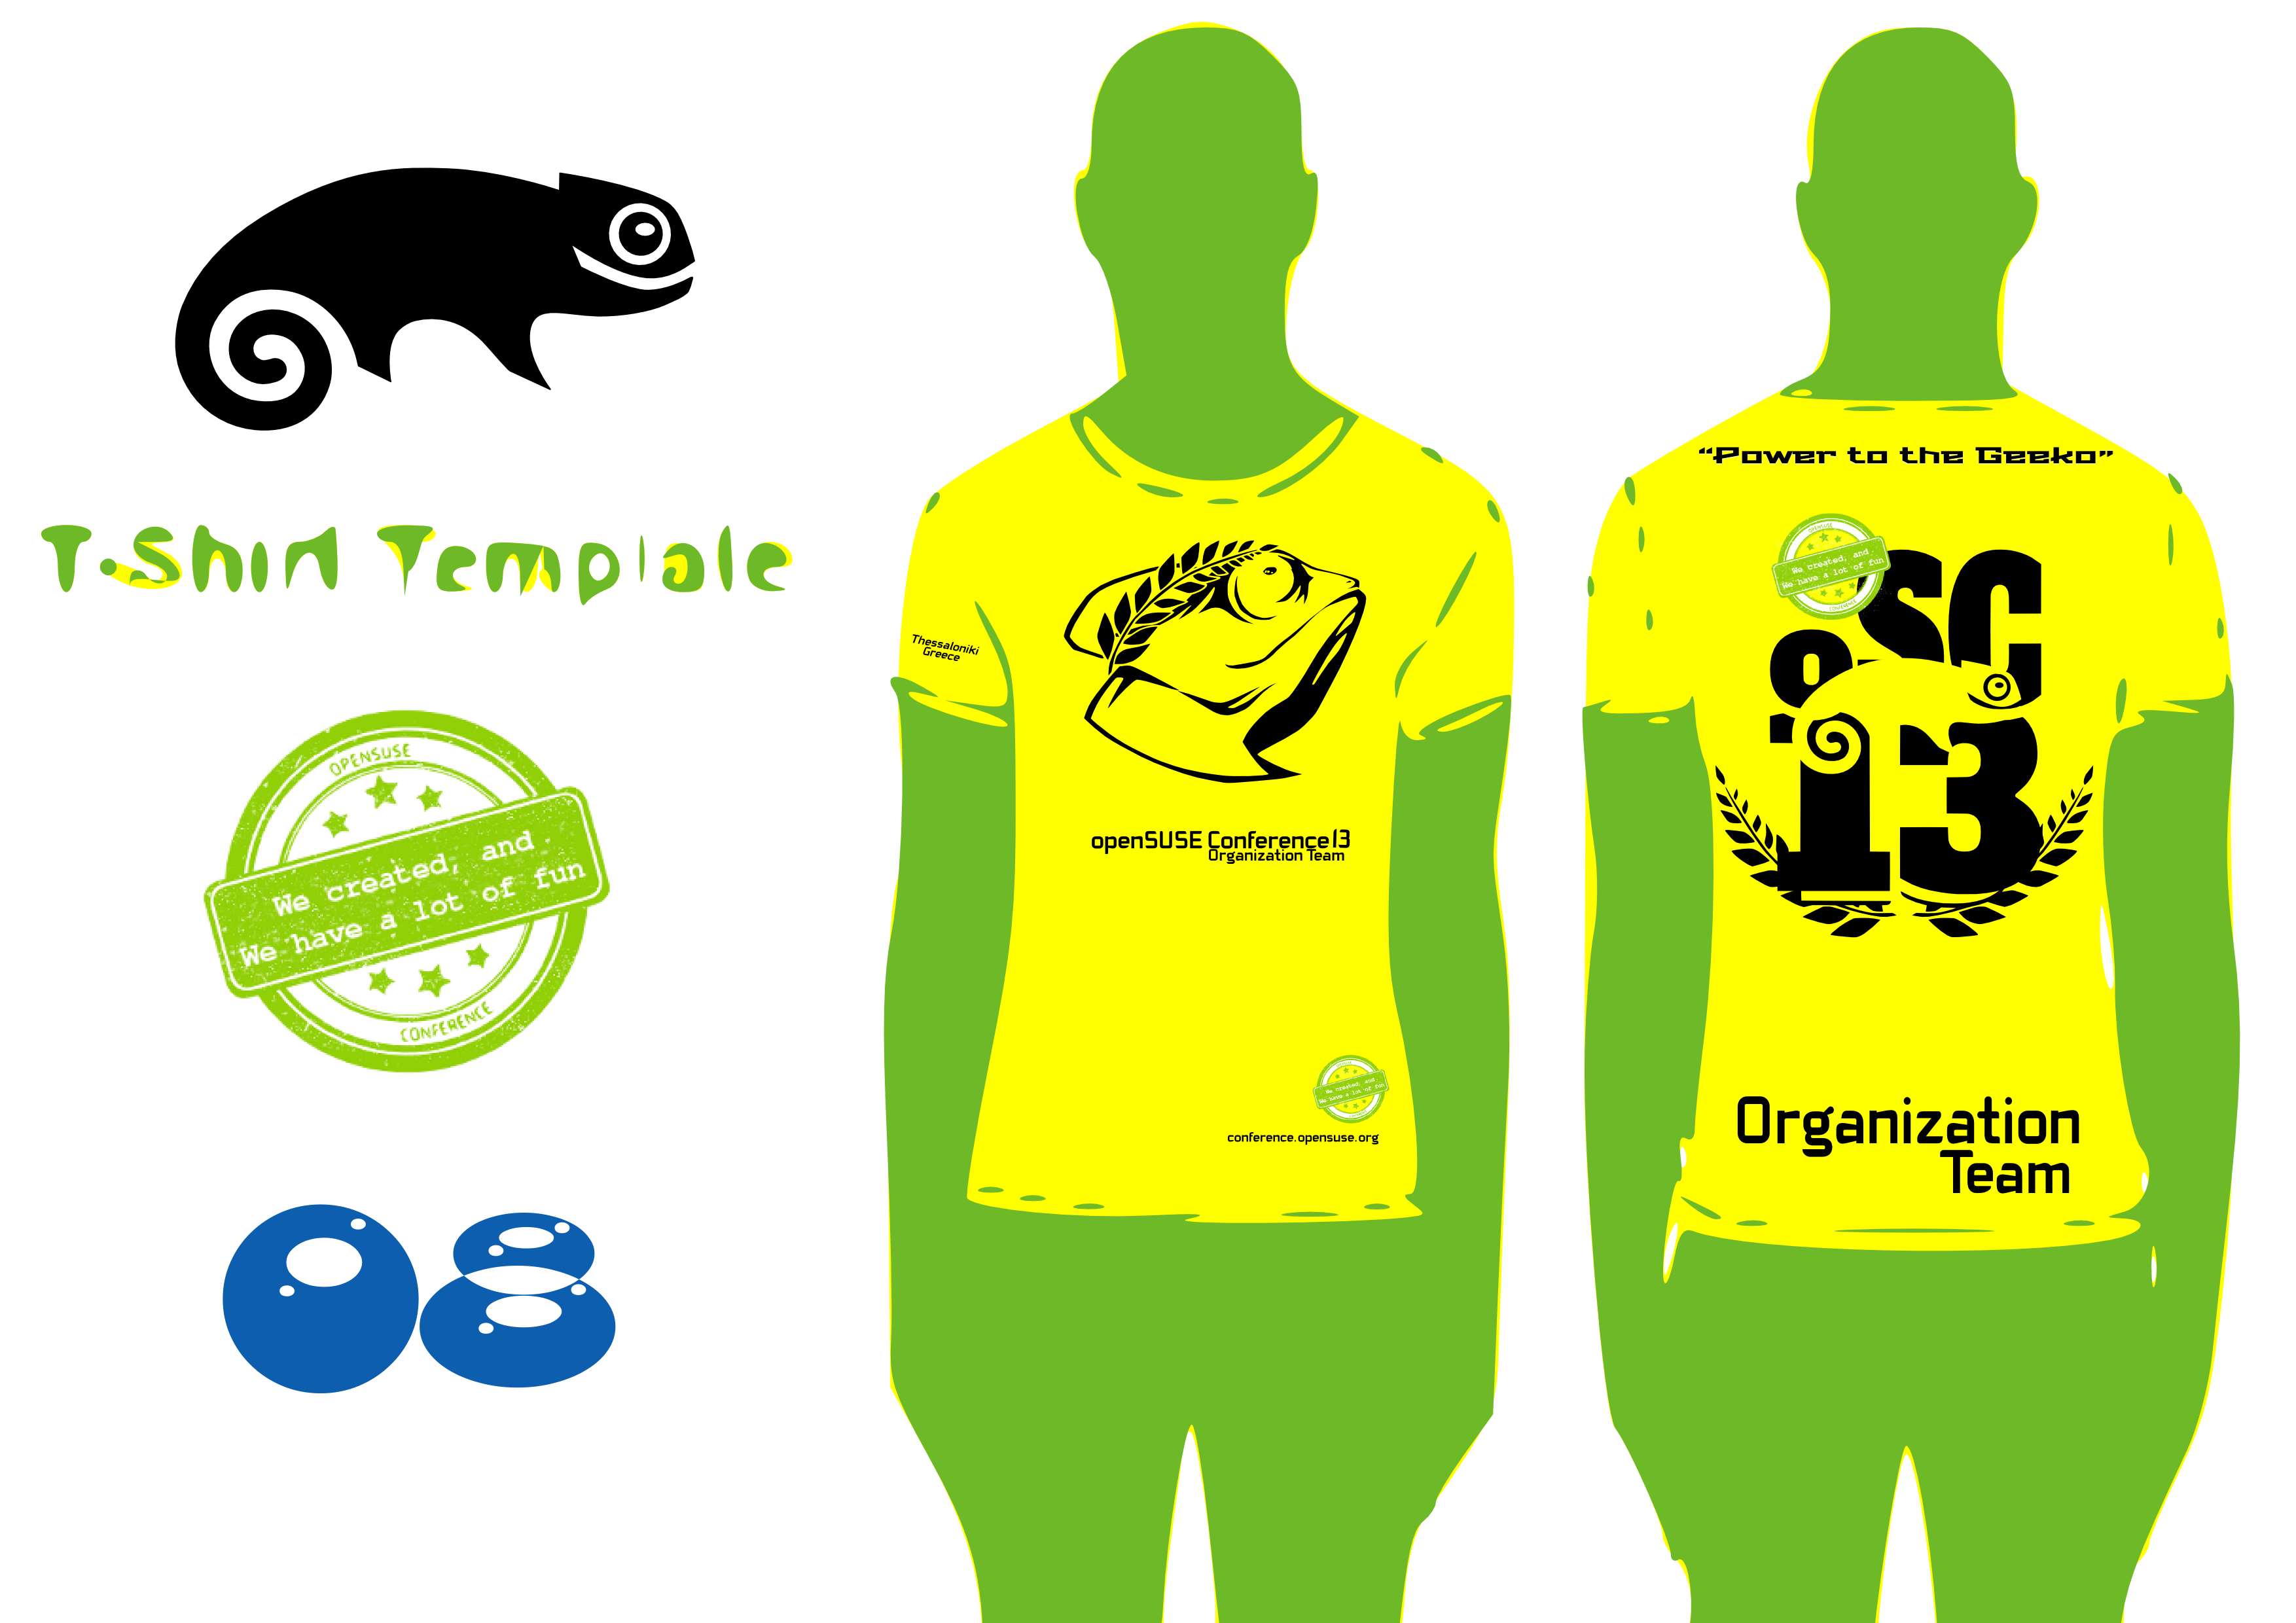 T-Shirt Template
OPENSUSE
We created, and
We have a lot of fun
CONFERENCE
Thessaloniki
Greece
openSUSE Conference13
Organization Team
We created, and
We have a lot of fun
conference.opensuse.org
“Power to the Geeko”
OPENSUSE
We created, and
We have a lot of fun
CONFERENCE
oSC
13
Organization
Team